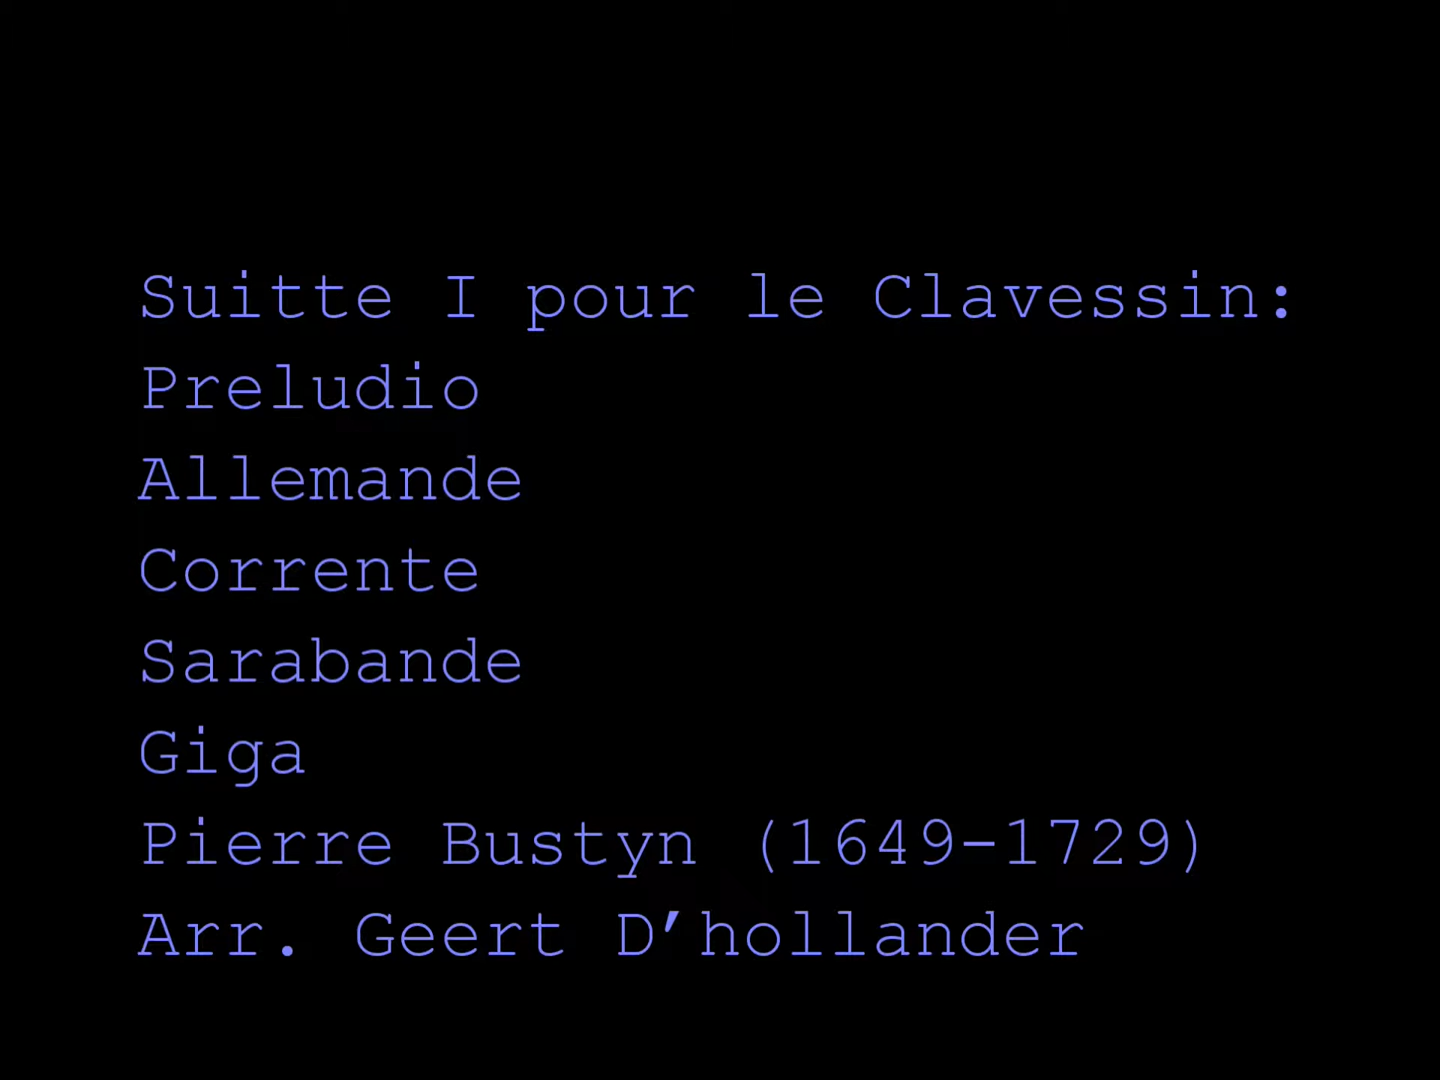 Suitte I pour le Clavessin:
Preludio
Allemande
Corrente
Sarabande
Giga
Pierre Bustyn (1649-1729)
Arr. Geert D’hollander